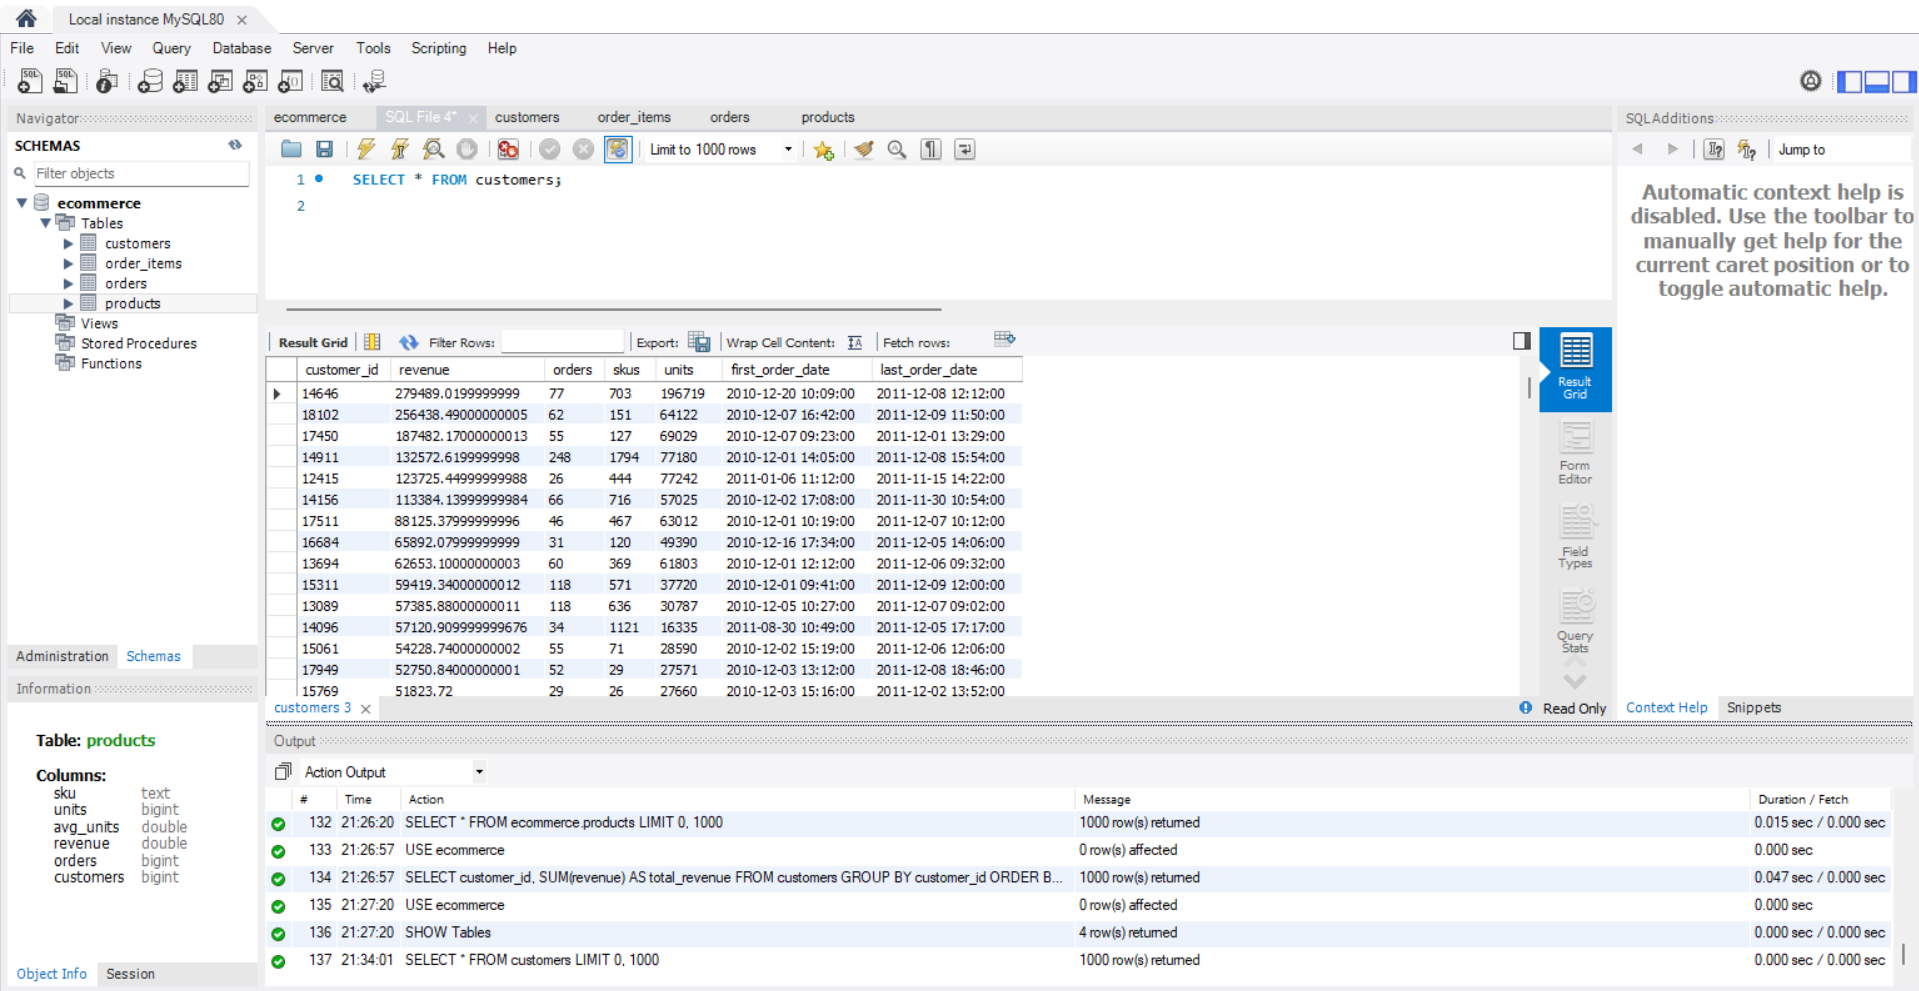 Local instance MySQL80
File Edit View Query Database Server Tools Scripting Help
Navigator
SCHEMAS
Filter objects
ecommerce
Tables
customers
order_items
orders
products
Views
Stored Procedures
Functions
Administration Schemas
Information
Table: products
Columns:
sku text
units bigint
avg_units double
revenue double
orders bigint
customers bigint
Object Info Session
ecommerce SQL File 4* customers order_items orders products
Limit to 1000 rows
1 SELECT * FROM customers;
2
Result Grid Filter Rows: Export: Wrap Cell Content: Fetch rows:
customer_id revenue orders skus units first_order_date last_order_date
14646 279489.0199999999 77 703 196719 2010-12-20 10:09:00 2011-12-08 12:12:00
18102 256438.49000000005 62 151 64122 2010-12-07 16:42:00 2011-12-09 11:50:00
17450 187482.17000000013 55 127 69029 2010-12-07 09:23:00 2011-12-01 13:29:00
14911 132572.6199999998 248 1794 77180 2010-12-01 14:05:00 2011-12-08 15:54:00
12415 123725.44999999988 26 444 77242 2011-01-06 11:12:00 2011-11-15 14:22:00
14156 113384.13999999984 66 716 57025 2010-12-02 17:08:00 2011-11-30 10:54:00
17511 88125.37999999996 46 467 63012 2010-12-01 10:19:00 2011-12-07 10:12:00
16684 65892.07999999999 31 120 49390 2010-12-16 17:34:00 2011-12-05 14:06:00
13694 62653.10000000003 60 369 61803 2010-12-01 12:12:00 2011-12-06 09:32:00
15311 59419.34000000012 118 571 37720 2010-12-01 09:41:00 2011-12-09 12:00:00
13089 57385.88000000011 118 636 30787 2010-12-05 10:27:00 2011-12-07 09:02:00
14096 57120.909999999676 34 1121 16335 2011-08-30 10:49:00 2011-12-05 17:17:00
15061 54228.74000000002 55 71 28590 2010-12-02 15:19:00 2011-12-06 12:06:00
17949 52750.84000000001 52 29 27571 2010-12-03 13:12:00 2011-12-08 18:46:00
15769 51823.72 29 26 27660 2010-12-03 15:16:00 2011-12-02 13:52:00
Result Grid
Form Editor
Field Types
Query Stats
customers 3
Read Only
Output
Action Output
# Time Action Message Duration / Fetch
132 21:26:20 SELECT * FROM ecommerce.products LIMIT 0, 1000 1000 row(s) returned 0.015 sec / 0.000 sec
133 21:26:57 USE ecommerce 0 row(s) affected 0.000 sec
134 21:26:57 SELECT customer_id, SUM(revenue) AS total_revenue FROM customers GROUP BY customer_id ORDER B... 1000 row(s) returned 0.047 sec / 0.000 sec
135 21:27:20 USE ecommerce 0 row(s) affected 0.000 sec
136 21:27:20 SHOW Tables 4 row(s) returned 0.000 sec / 0.000 sec
137 21:34:01 SELECT * FROM customers LIMIT 0, 1000 1000 row(s) returned 0.000 sec / 0.000 sec
SQLAdditions
Jump to
Automatic context help is
disabled. Use the toolbar to
manually get help for the
current caret position or to
toggle automatic help.
Context Help Snippets